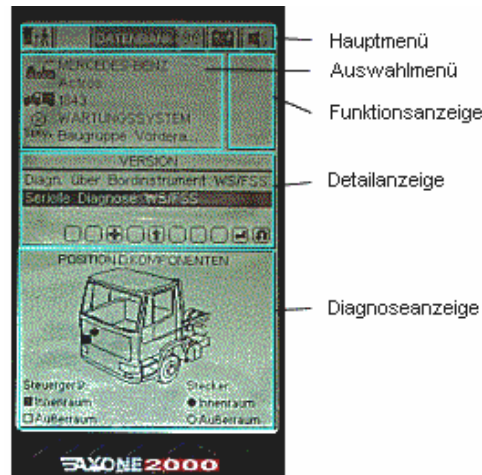 DATENBANK
Hauptmenü
MERCEDES-BENZ
Auswahlmenü
Actros
1843
WARTUNGSSYSTEM
Baugruppe Vordera...
Funktionsanzeige
VERSION
Diagn. über Bordinstrument WS/FSS
Serielle Diagnose WS/FSS
Detailanzeige
POSITION D.KOMPONENTEN
Diagnoseanzeige
Steuerger.
Stecker
Innenraum
Innenraum
Außenraum
Außenraum
AXONE2000